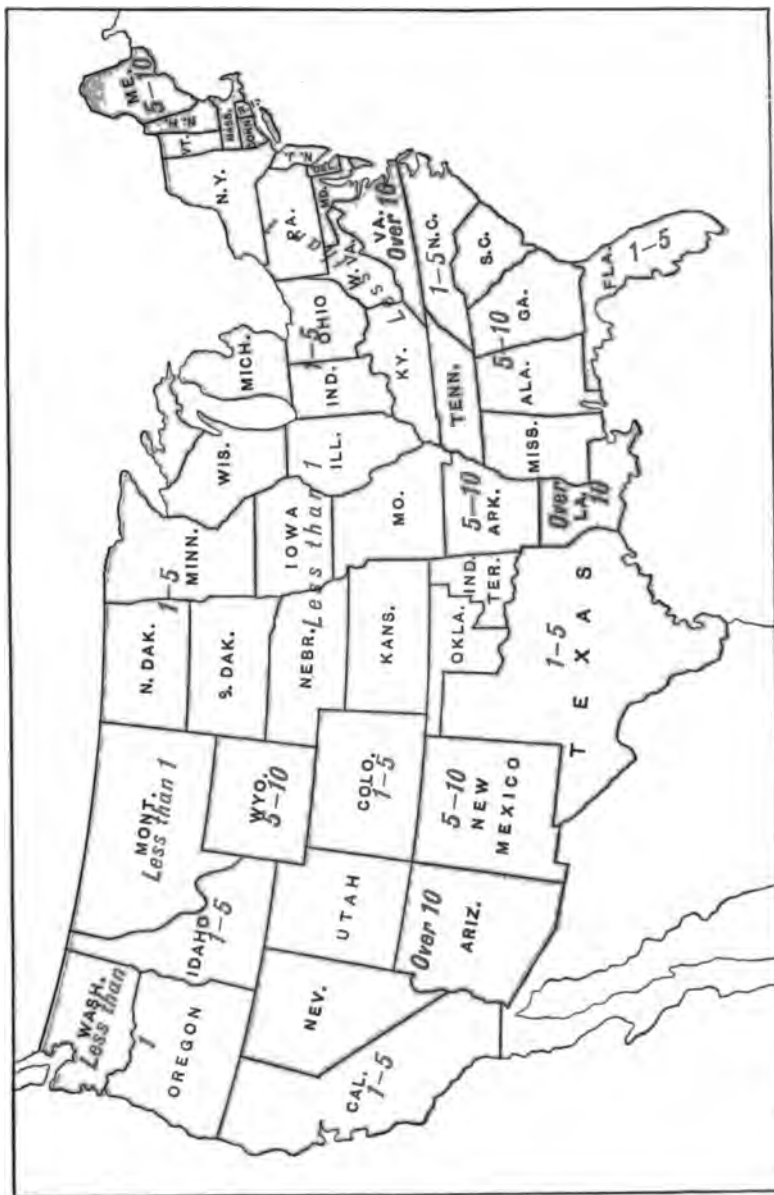 WASH.
Less than
1
OREGON
CAL.
1-5
NEV.
IDAHO
1-5
MONT.
Less than 1
WYO.
5-10
UTAH
COLO.
1-5
Over 10
ARIZ.
5-10
NEW
MEXICO
N. DAK.
S. DAK.
NEBR.
KANS.
OKLA.
IND.
TER.
1-5
TEXAS
1-5
MINN.
IOWA
Less than 1
MO.
5-10
ARK.
Over
LA.
10
WIS.
ILL.
MICH.
IND.
1-5
OHIO
KY.
TENN.
MISS.
ALA.
5-10
GA.
FLA.
1-5
S.C.
1-5 N.C.
VA.
Over 10
W. VA.
Less than 1
PA.
MD.
N.J.
N.Y.
VT.
N.H.
MASS.
CONN.
ME.
5-10